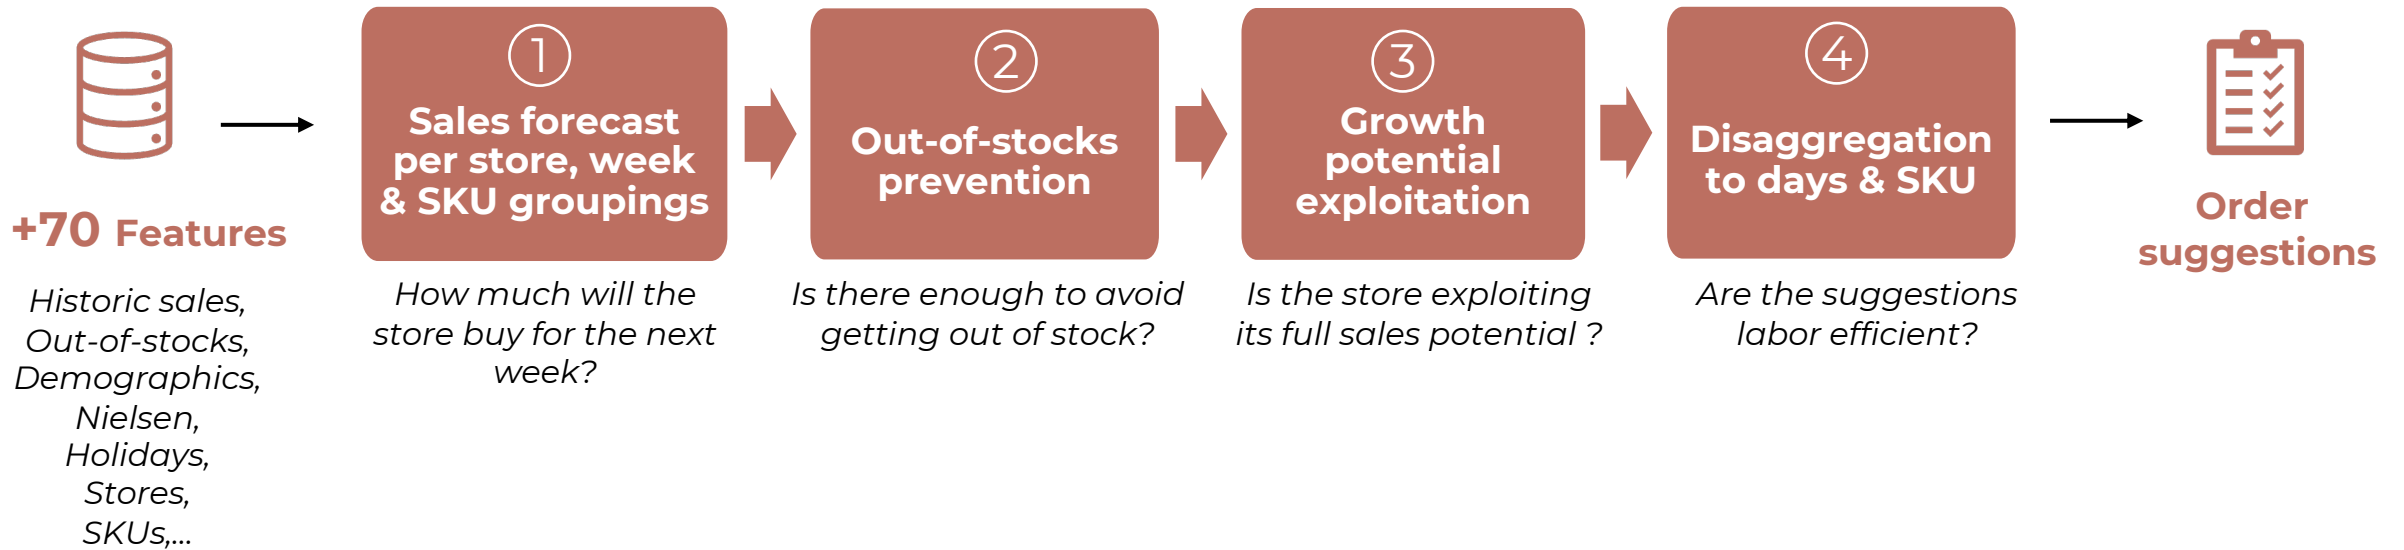 +70 Features
Historic sales,
Out-of-stocks,
Demographics,
Nielsen,
Holidays,
Stores,
SKUs,...
1
Sales forecast
per store, week
& SKU groupings
How much will the
store buy for the next
week?
2
Out-of-stocks
prevention
Is there enough to avoid
getting out of stock?
3
Growth
potential
exploitation
Is the store exploiting
its full sales potential ?
4
Disaggregation
to days & SKU
Are the suggestions
labor efficient?
Order
suggestions